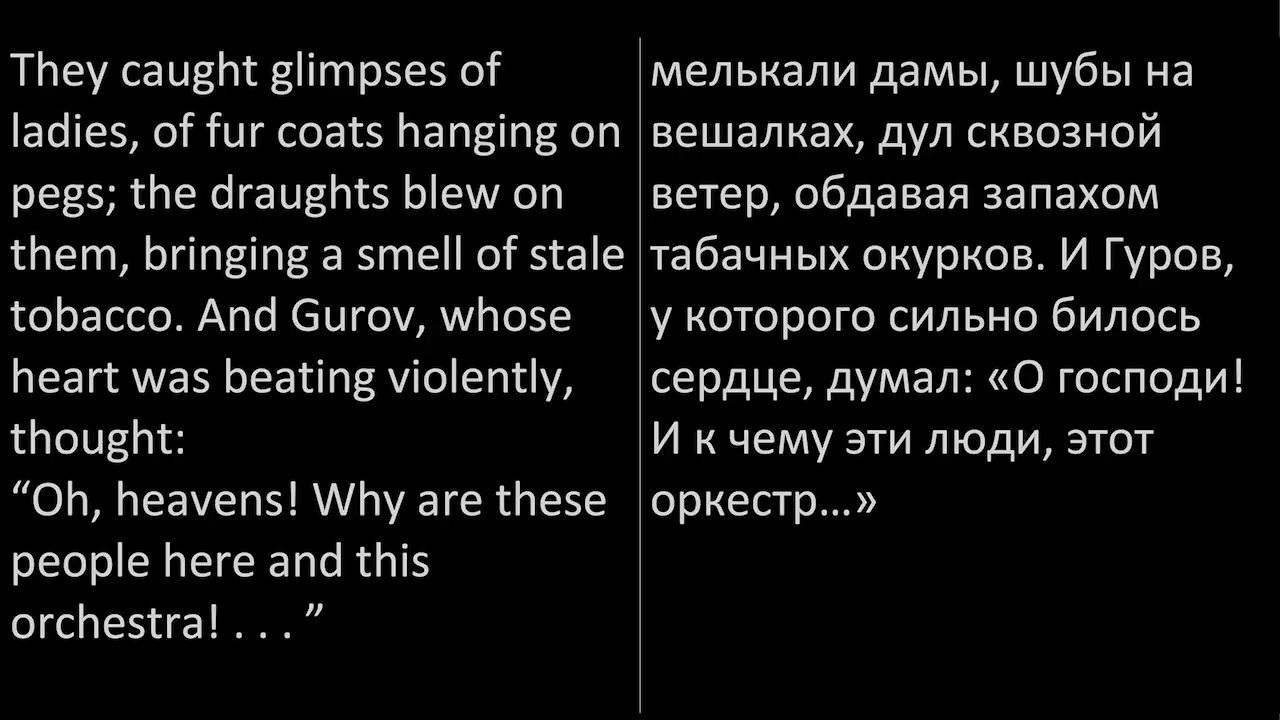 They caught glimpses of
ladies, of fur coats hanging on
pegs; the draughts blew on
them, bringing a smell of stale
tobacco. And Gurov, whose
heart was beating violently,
thought:
“Oh, heavens! Why are these
people here and this
orchestra! . . . ”
мелькали дамы, шубы на
вешалках, дул сквозной
ветер, обдавая запахом
табачных окурков. И Гуров,
у которого сильно билось
сердце, думал: «О господи!
И к чему эти люди, этот
оркестр…»